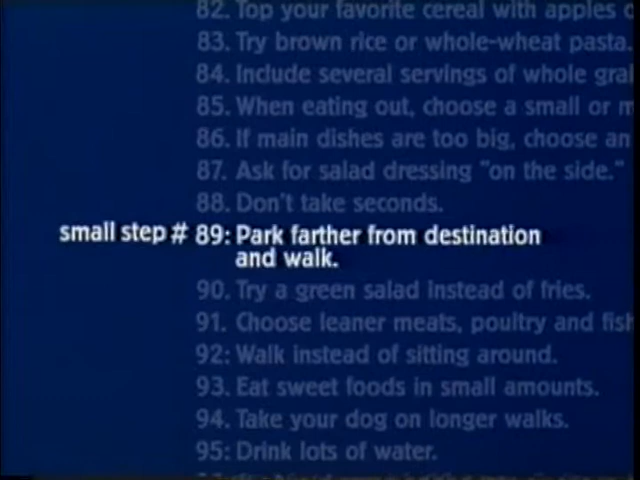 82. Top your favorite cereal with apples
83. Try brown rice or whole-wheat pasta.
84. Include several servings of whole
85. When eating out, choose a small or
86. If main dishes are too big, choose an
87. Ask for salad dressing "on the side."
88. Don't take seconds.
small step # 89: Park farther from destination
and walk.
90. Try a green salad instead of fries.
91. Choose leaner meats, poultry and fish
92: Walk instead of sitting around.
93. Eat sweet foods in small amounts.
94. Take your dog on longer walks.
95: Drink lots of water.